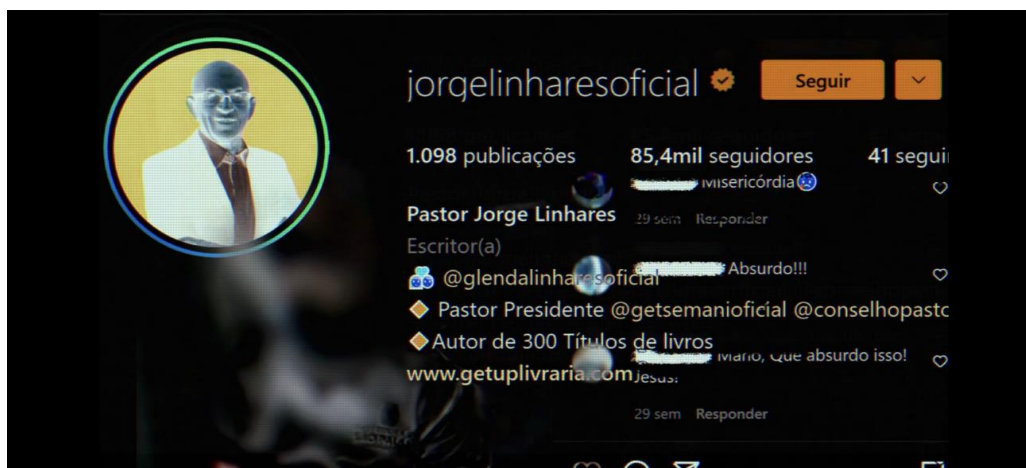 jorgelinharesoficial
Seguir
1.098 publicações
85,4mil seguidores
41 segui
Misericórdia
29 sem Responder
Pastor Jorge Linhares
Escritor(a)
@glendalinharesoficial
Absurdo!!!
Pastor Presidente @getsemanioficial @conselhopasto
Autor de 300 Títulos de livros
Mano, Que absurdo isso!
www.getuplivraria.com
Jesus!
29 sem Responder